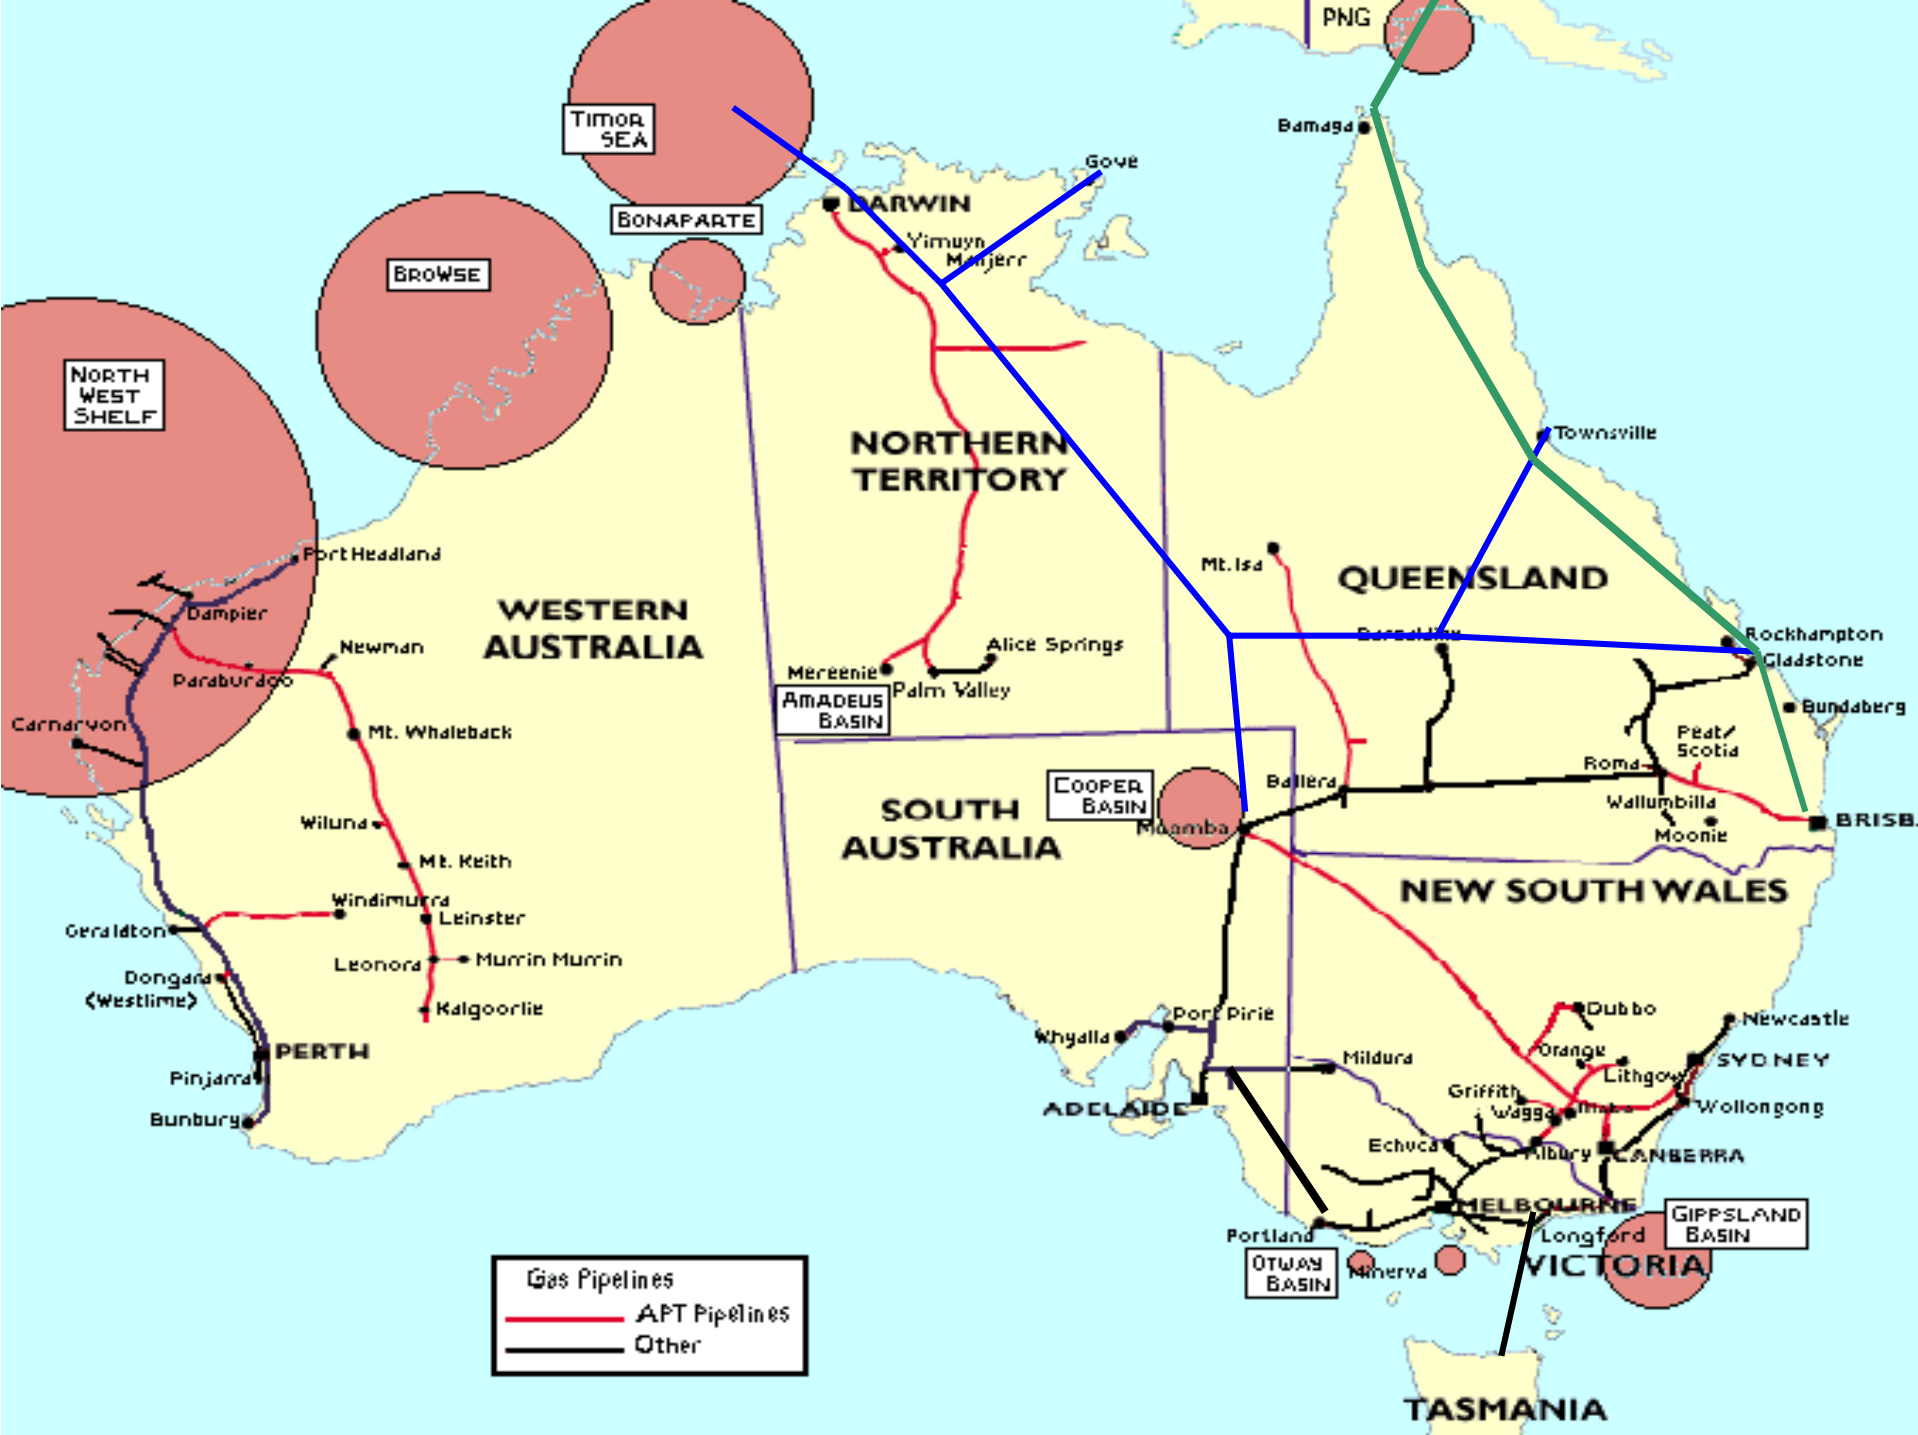 PNG
TIMOR
SEA
Bamaga
Gove
DARWIN
BONAPARTE
Manjerr
BROWSE
NORTH
WEST
SHELF
NORTHERN
TERRITORY
Townsville
Port Headland
Mt. Isa
QUEENSLAND
Dampier
WESTERN
AUSTRALIA
Newman
Barcaldine
Rockhampton
Gladstone
Alice Springs
Mereenie
Palm Valley
Paraburdoo
AMADEUS
BASIN
Carnarvon
Mt. Whaleback
Bundaberg
Peat/
Scotia
Roma
Ballera
COOPER
BASIN
Wallumbilla
Moonie
BRISB
Moomba
SOUTH
AUSTRALIA
Wiluna
Mt. Keith
NEW SOUTH WALES
Windimurra
Leinster
Geraldton
Leonora
Murrin Murrin
Dongara
(Westlime)
Kalgoorlie
Dubbo
Newcastle
Port Pirie
Whyalla
PERTH
Mildura
Orange
SYDNEY
Lithgow
Pinjarra
Griffith
Wagga
Wollongong
ADELAIDE
Bunbury
Echuca
Albury
CANBERRA
MELBOURNE
GIPPSLAND
BASIN
Portland
Longford
OTWAY
BASIN
Minerva
VICTORIA
Gas Pipelines
APT Pipelines
Other
TASMANIA